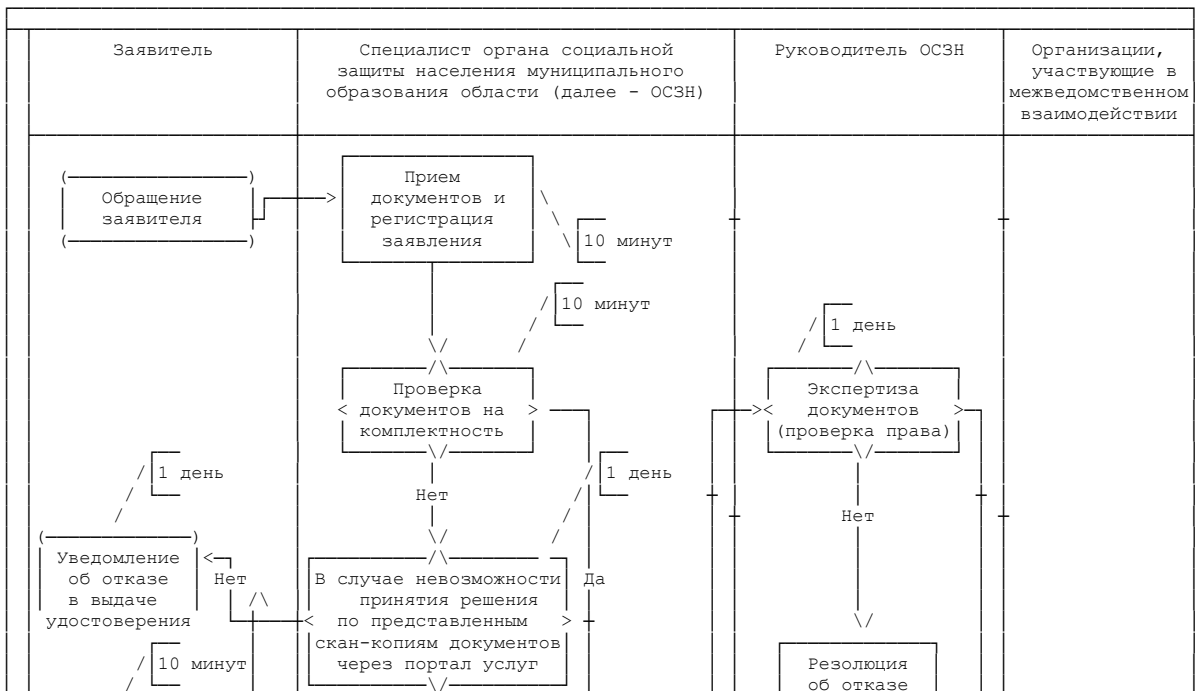 Заявитель
Специалист органа социальной
защиты населения муниципального
образования области (далее - ОСЗН)
Руководитель ОСЗН
Организации,
участвующие в
межведомственном
взаимодействии
Обращение
заявителя
Прием
документов и
регистрация
заявления
10 минут
10 минут
1 день
Проверка
документов на
комплектность
Экспертиза
документов
(проверка права)
1 день
1 день
Нет
Нет
Уведомление
об отказе
в выдаче
удостоверения
Нет
В случае невозможности
принятия решения
по представленным
скан-копиям документов
через портал услуг
Да
10 минут
Резолюция
об отказе